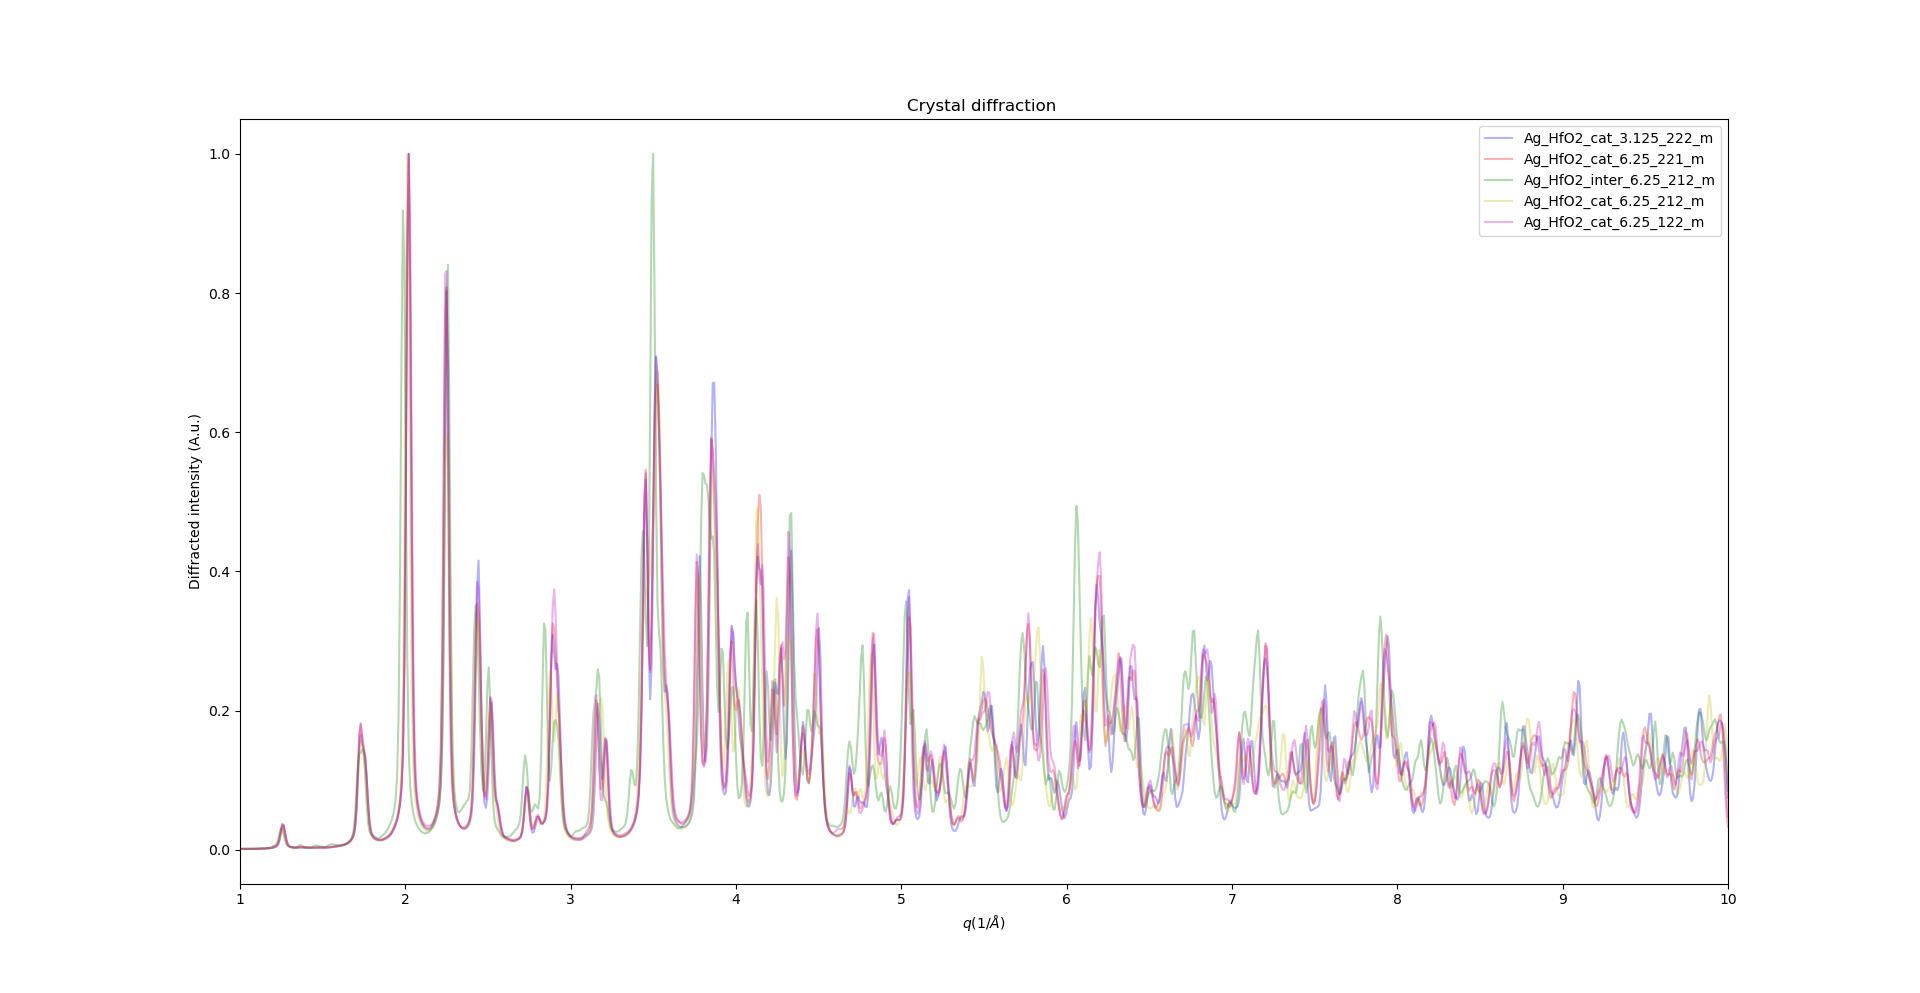 Crystal diffraction
Ag_HfO2_cat_3.125_222_m
Ag_HfO2_cat_6.25_221_m
Ag_HfO2_inter_6.25_212_m
Ag_HfO2_cat_6.25_212_m
Ag_HfO2_cat_6.25_122_m
Diffracted intensity (A.u.)
1.0
0.8
0.6
0.4
0.2
0.0
1 2 3 4 5 6 7 8 9 10
q(1/Å)